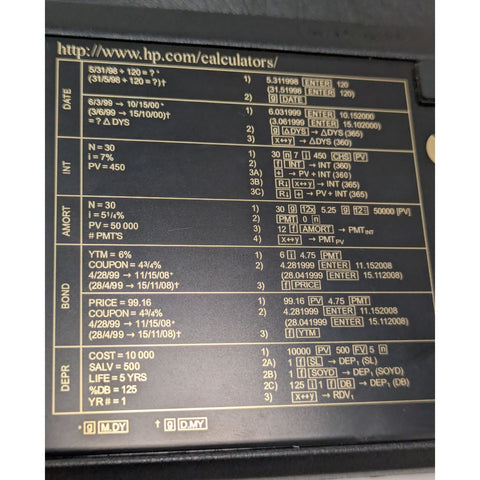 http://www.hp.com/calculators/
DATE
5/31/98 + 120 = ? *
(31/5/98 + 120 = ?)†
1) 5.311998 ENTER 120
(31.51998 ENTER 120)
2) g DATE
6/3/99 → 10/15/00*
(3/6/99 → 15/10/00)†
= ? Δ DYS
1) 6.031999 ENTER 10.152000
(3.061999 ENTER 15.102000)
2) g ΔDYS → ΔDYS (365)
3) x↔y → ΔDYS (360)
INT
N = 30
i = 7%
PV = 450
1) 30 n 7 i 450 CHS PV
2) f INT → INT (360)
3A) + → PV + INT (360)
3B) R↓ x↔y → INT (365)
3C) R↓ + → PV + INT (365)
AMORT
N = 30
i = 5¼%
PV = 50 000
# PMT'S
1) 30 g 12x 5.25 g 12÷ 50000 [PV]
2) PMT 0 n
3) 12 f AMORT → PMT INT
4) x↔y → PMT PV
BOND
YTM = 6%
COUPON = 4¾%
4/28/99 → 11/15/08*
(28/4/99 → 15/11/08)†
1) 6 i 4.75 PMT
2) 4.281999 ENTER 11.152008
(28.041999 ENTER 15.112008)
3) f PRICE
PRICE = 99.16
COUPON = 4¾%
4/28/99 → 11/15/08*
(28/4/99 → 15/11/08)†
1) 99.16 PV 4.75 PMT
2) 4.281999 ENTER 11.152008
(28.041999 ENTER 15.112008)
3) f YTM
DEPR
COST = 10 000
SALV = 500
LIFE = 5 YRS
%DB = 125
YR # = 1
1) 10000 PV 500 FV 5 n
2A) 1 f SL → DEP₁ (SL)
2B) 1 f SOYD → DEP₁ (SOYD)
2C) 125 i 1 f DB → DEP₁ (DB)
3) x↔y → RDV₁
* g M.DY † g D.MY